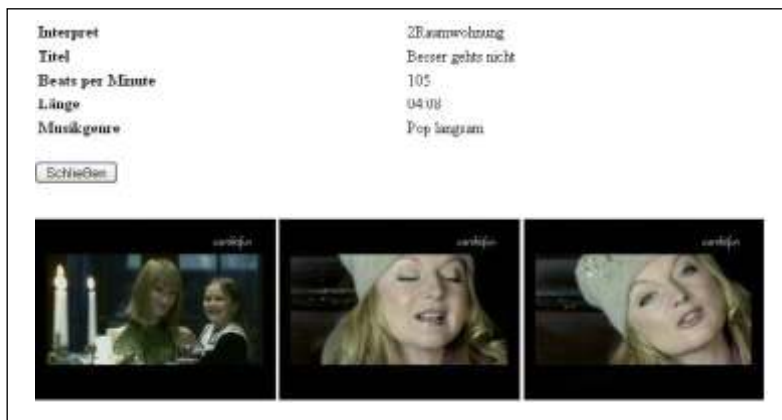 Interpret 2Raumwohnung
Titel Besser gehts nicht
Beats per Minute 105
Länge 04:08
Musikgenre Pop langsam
Schließen